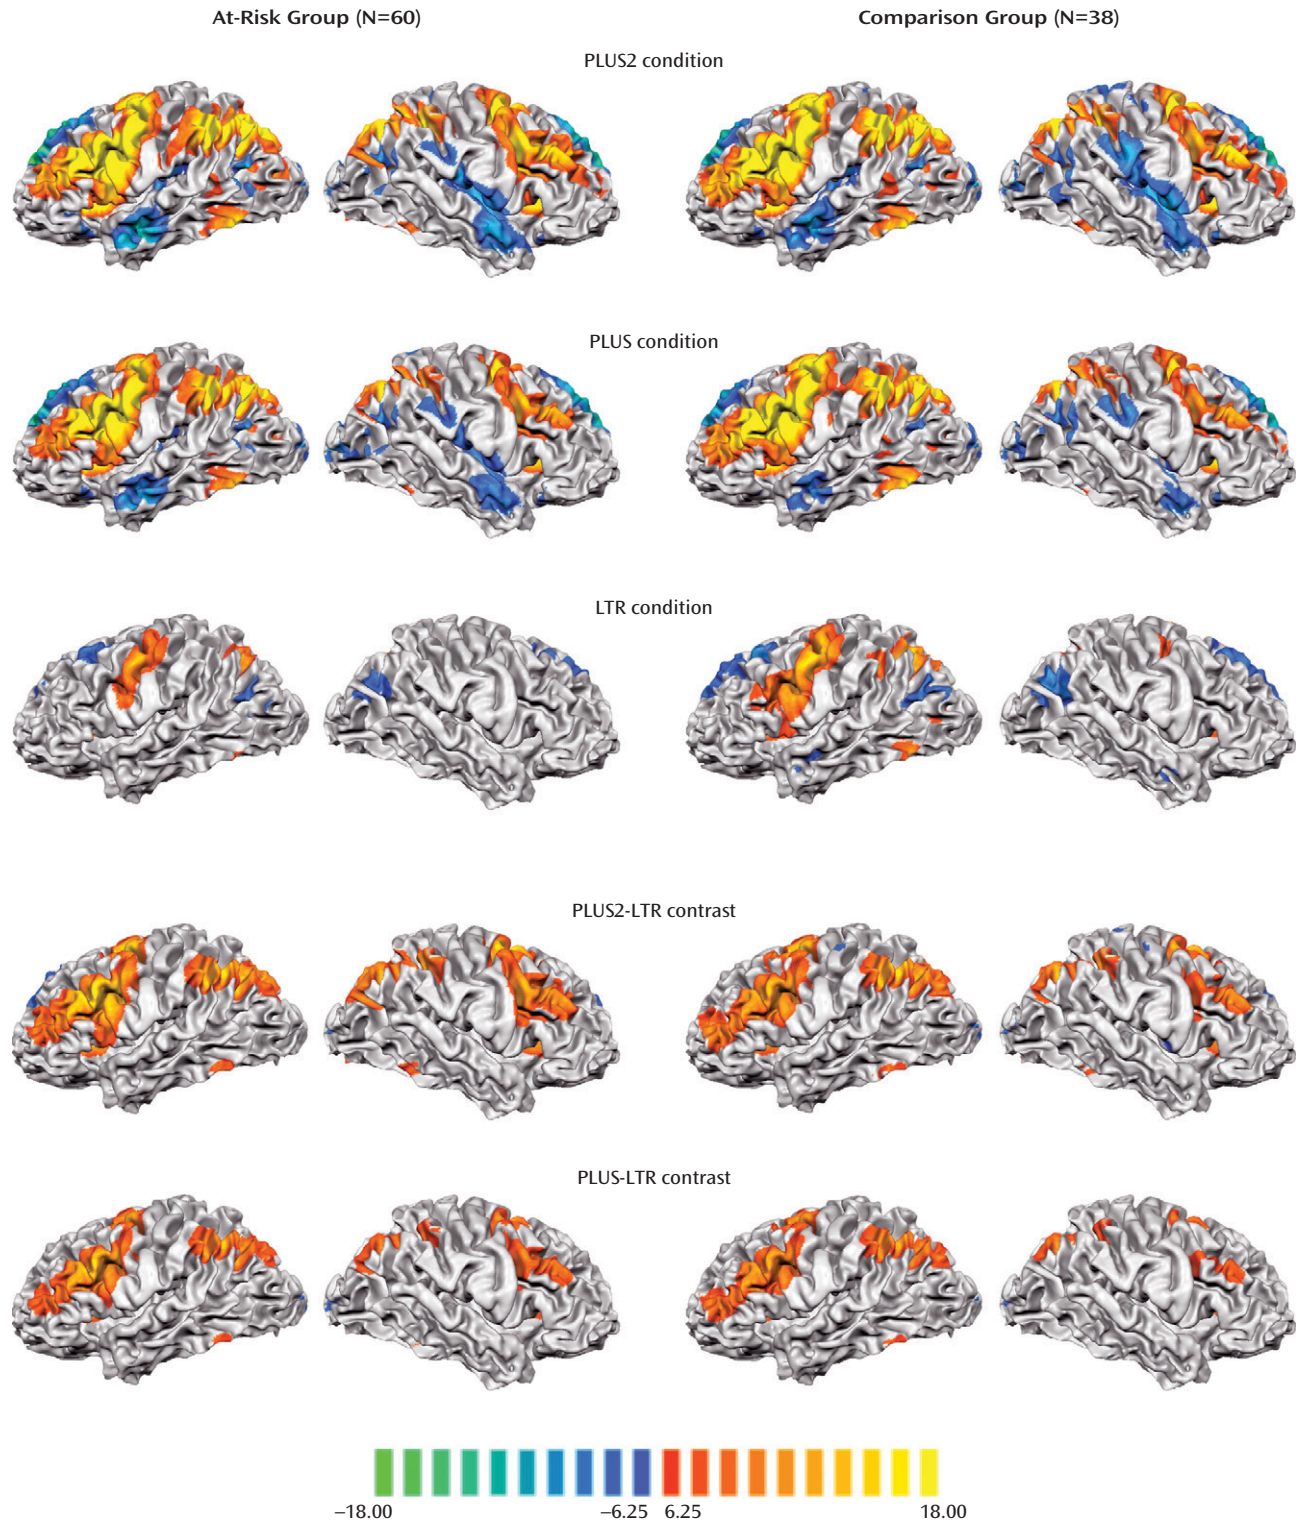 At-Risk Group (N=60) Comparison Group (N=38)
PLUS2 condition
PLUS condition
LTR condition
PLUS2-LTR contrast
PLUS-LTR contrast
–18.00 –6.25 6.25 18.00